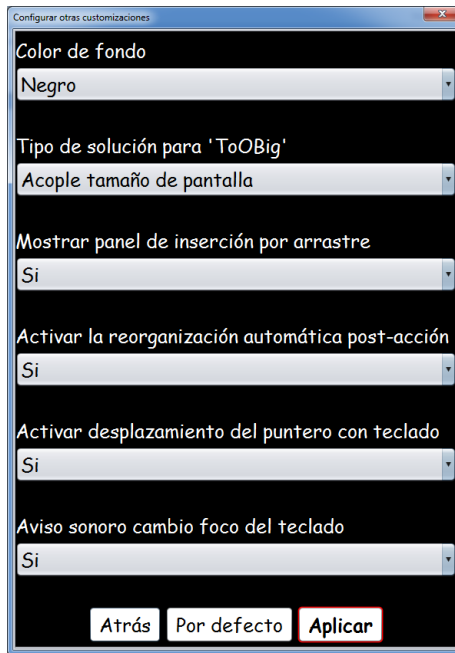 Configurar otras customizaciones
Color de fondo
Negro
Tipo de solución para 'ToOBig'
Acople tamaño de pantalla
Mostrar panel de inserción por arrastre
Si
Activar la reorganización automática post-acción
Si
Activar desplazamiento del puntero con teclado
Si
Aviso sonoro cambio foco del teclado
Si
Atrás Por defecto Aplicar